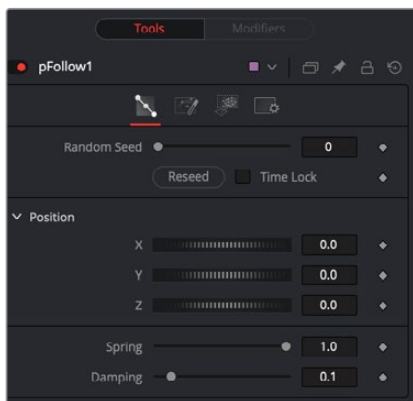 Tools Modifiers
pFollow1
Random Seed 0
Reseed Time Lock
Position
X 0.0
Y 0.0
Z 0.0
Spring 1.0
Damping 0.1